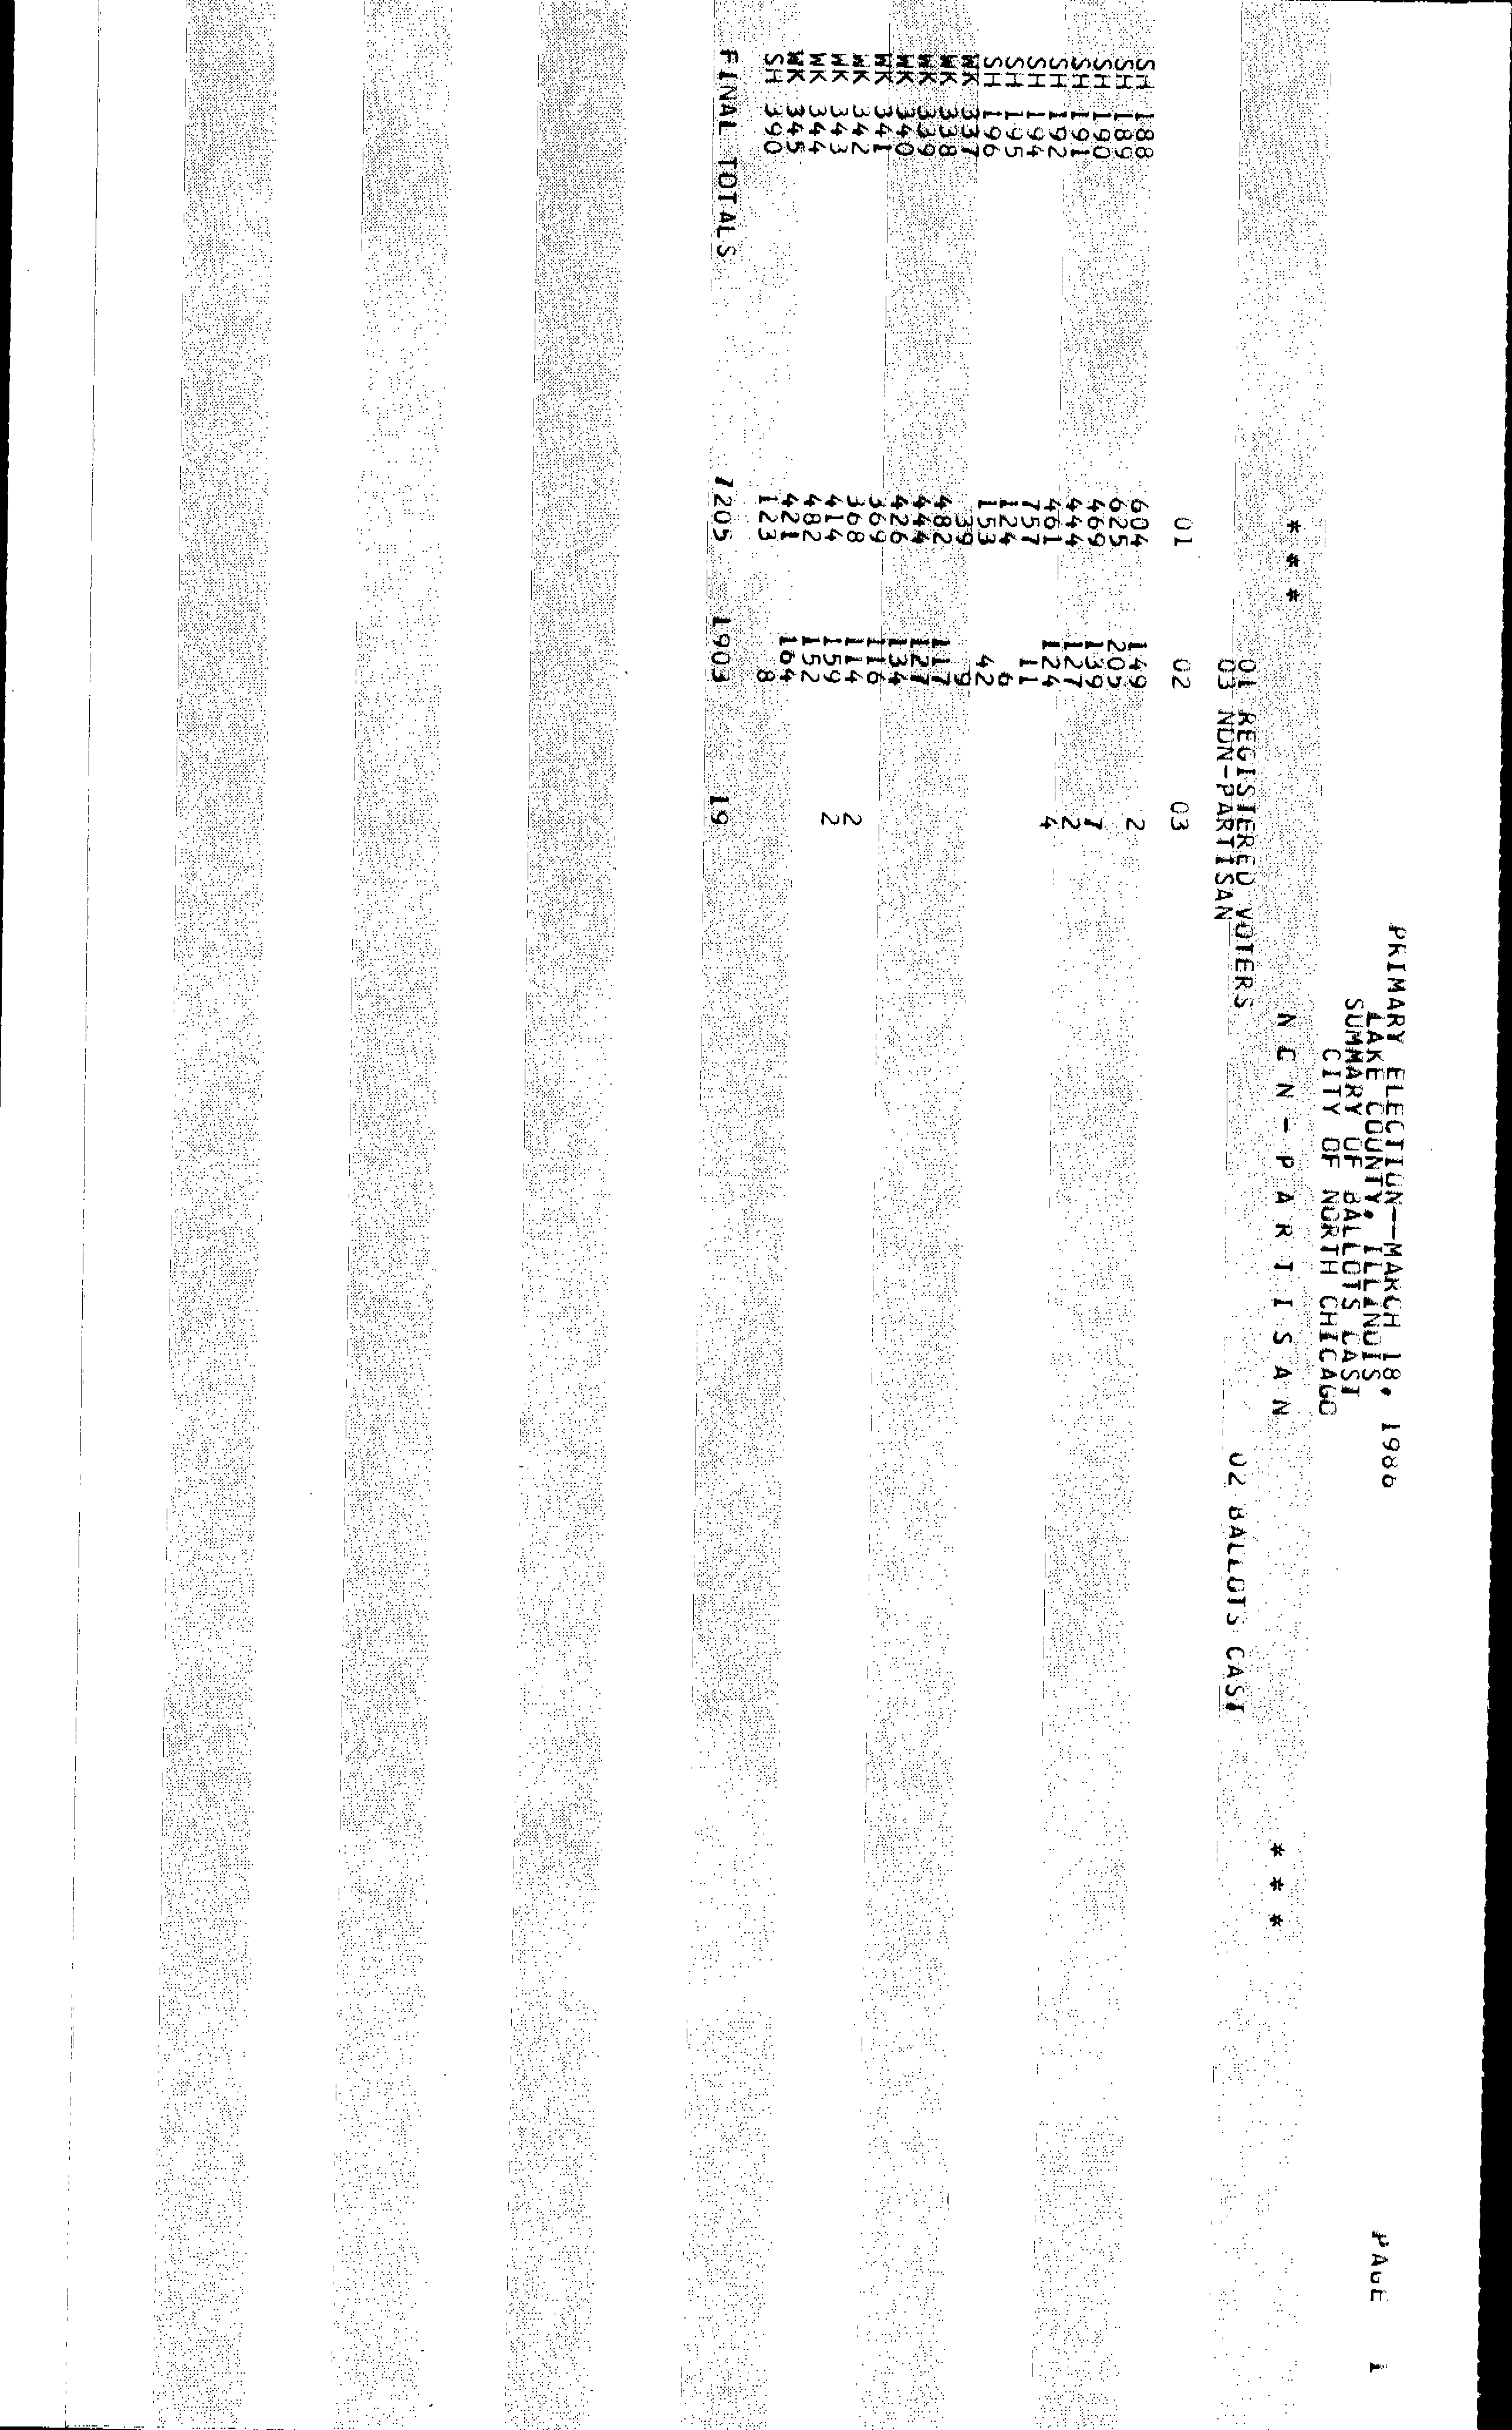 PRIMARY ELECTION--MARCH 18, 1986 PAGE 1
LAKE COUNTY, ILLINOIS
SUMMARY OF BALLOTS CAST
CITY OF NORTH CHICAGO
* * * N O N - P A R T I S A N * * *
01 REGISTERED VOTERS 02 BALLOTS CAST
03 NON-PARTISAN
01 02 03
SH 188 604 149 2
SH 189 625 205
SH 190 469 139 7
SH 191 444 127 2
SH 192 461 124 4
SH 194 757 11
SH 195 124 6
SH 196 153 42
WK 337 39 9
WK 338 482 117
WK 339 444 127
WK 340 426 134
WK 341 369 116
WK 342 368 114 2
WK 343 414 159 2
WK 344 482 152
WK 345 421 164
SH 390 123 8
FINAL TOTALS 7205 1903 19